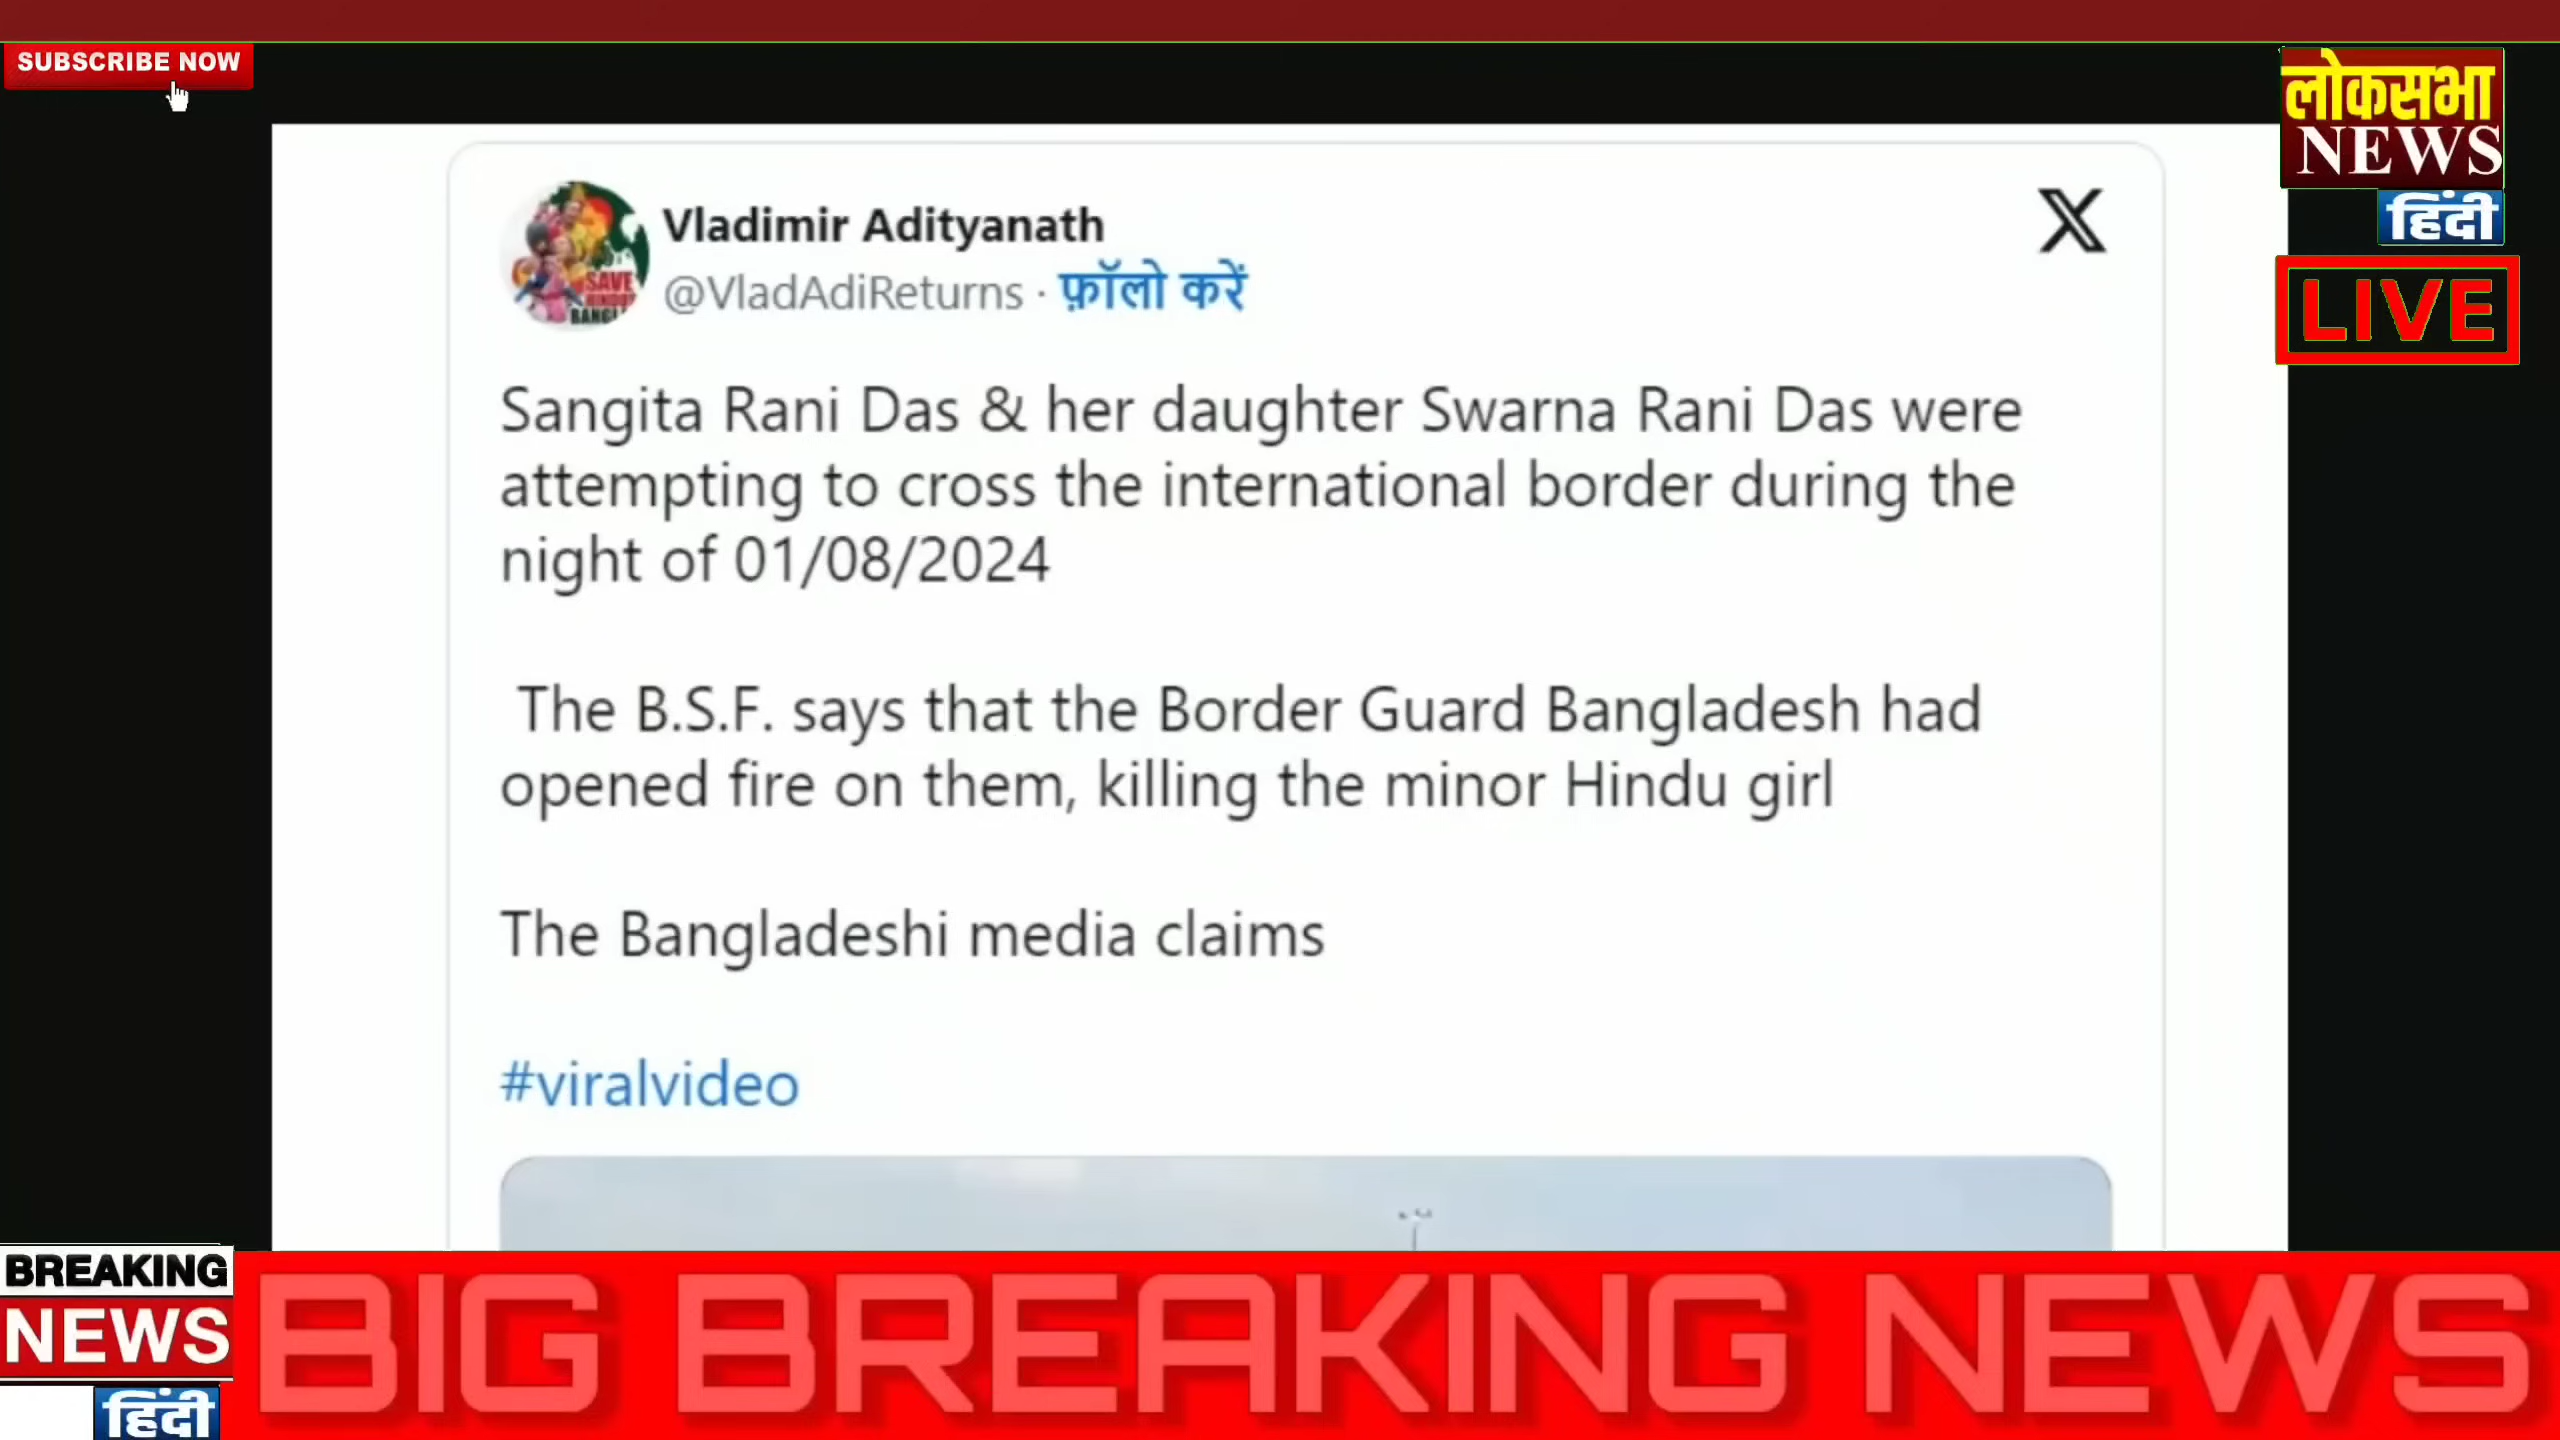 SUBSCRIBE NOW
लोकसभा
NEWS
हिंदी
LIVE
Vladimir Adityanath
@VladAdiReturns · फ़ॉलो करें
SAVE
HINDU
BANGL
Sangita Rani Das & her daughter Swarna Rani Das were
attempting to cross the international border during the
night of 01/08/2024
The B.S.F. says that the Border Guard Bangladesh had
opened fire on them, killing the minor Hindu girl
The Bangladeshi media claims
#viralvideo
BREAKING
NEWS
हिंदी
BIG BREAKING NEWS